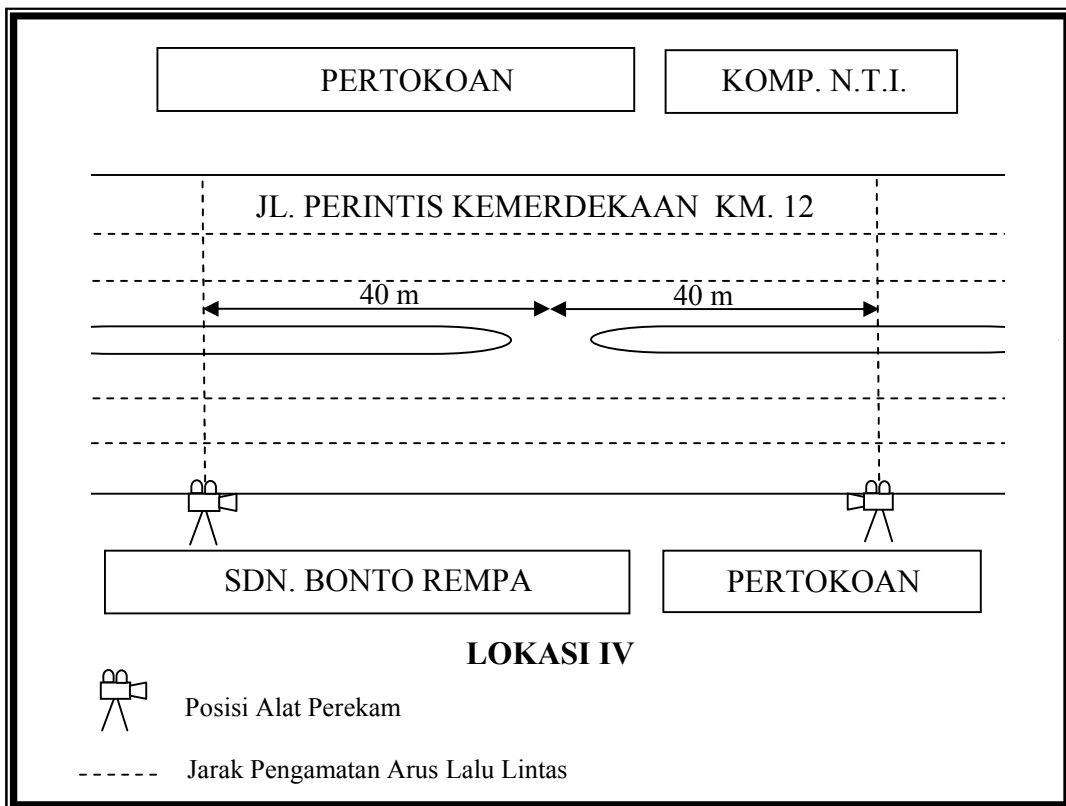 PERTOKOAN
KOMP. N.T.I.
JL. PERINTIS KEMERDEKAAN KM. 12
40 m
40 m
SDN. BONTO REMPA
PERTOKOAN
LOKASI IV
Posisi Alat Perekam
Jarak Pengamatan Arus Lalu Lintas